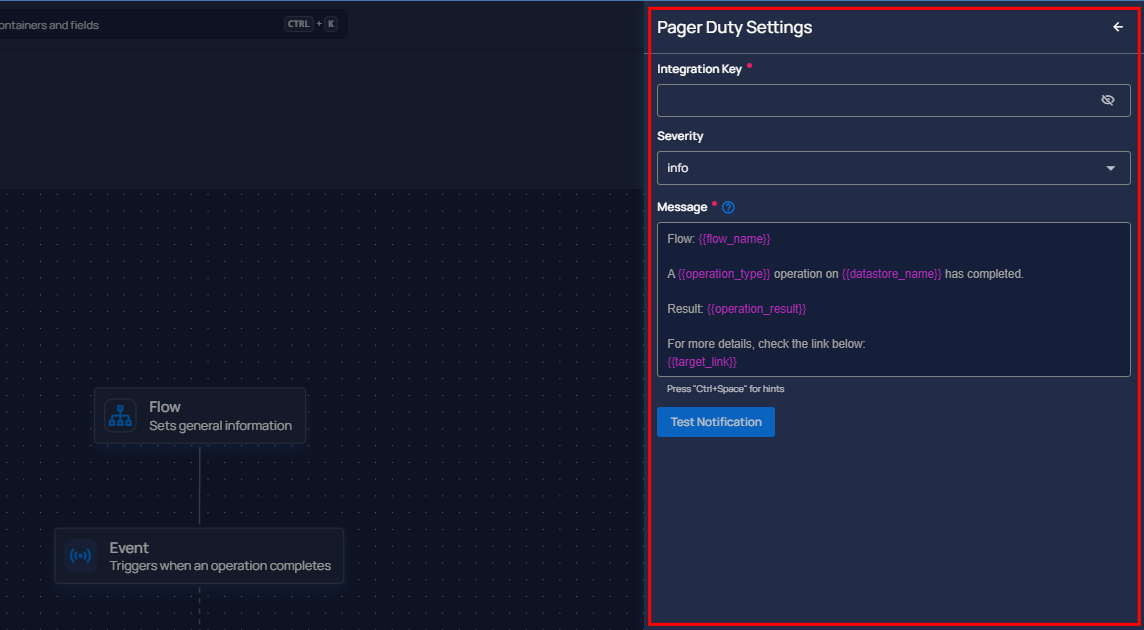 ontainers and fields
CTRL + K
Pager Duty Settings
Integration Key *
Severity
info
Message *
Flow: {{flow_name}}
A {{operation_type}} operation on {{datastore_name}} has completed.
Result: {{operation_result}}
For more details, check the link below:
{{target_link}}
Press "Ctrl+Space" for hints
Test Notification
Flow
Sets general information
Event
Triggers when an operation completes